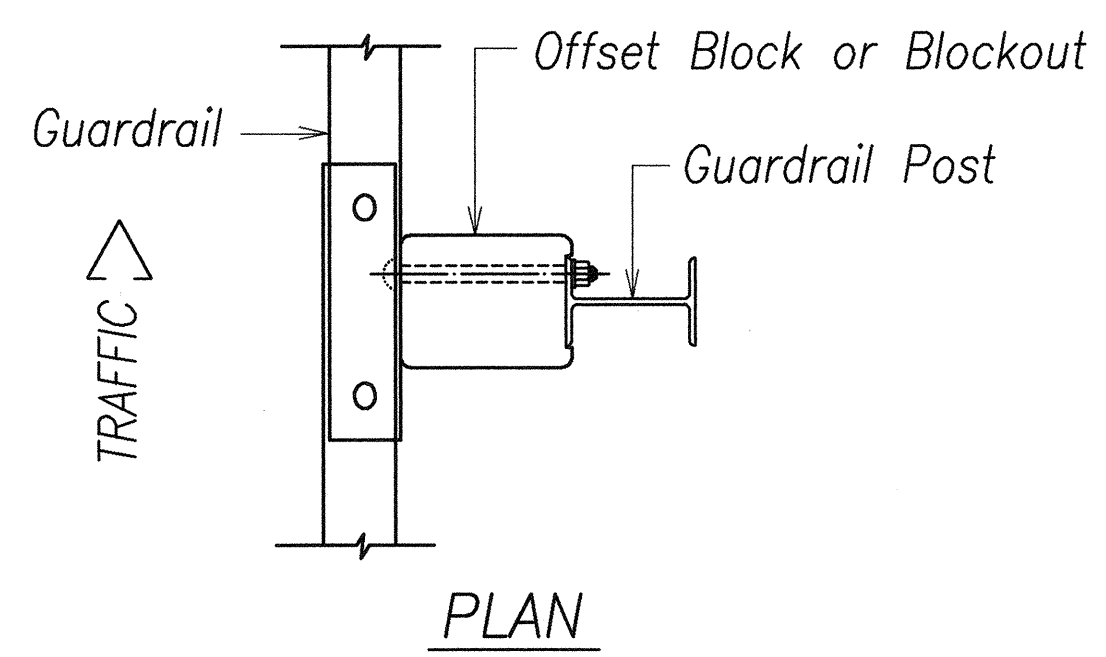 Offset Block or Blockout
Guardrail
Guardrail Post
TRAFFIC
PLAN